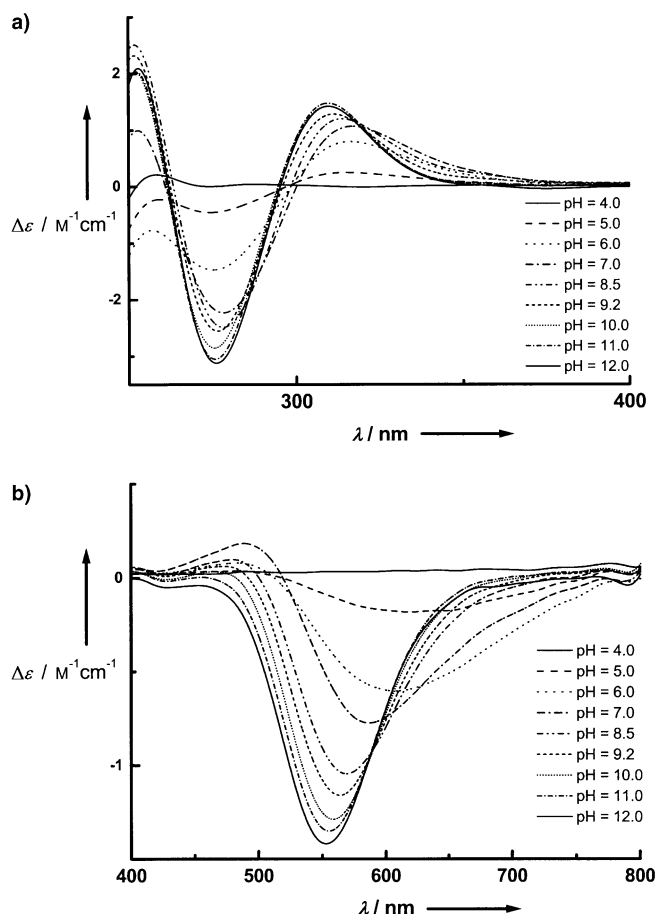 a)
2
0
Δε / M⁻¹cm⁻¹
-2
pH = 4.0
pH = 5.0
pH = 6.0
pH = 7.0
pH = 8.5
pH = 9.2
pH = 10.0
pH = 11.0
pH = 12.0
300
400
λ / nm
b)
0
Δε / M⁻¹cm⁻¹
-1
-1
pH = 4.0
pH = 5.0
pH = 6.0
pH = 7.0
pH = 8.5
pH = 9.2
pH = 10.0
pH = 11.0
pH = 12.0
400
500
600
700
800
λ / nm